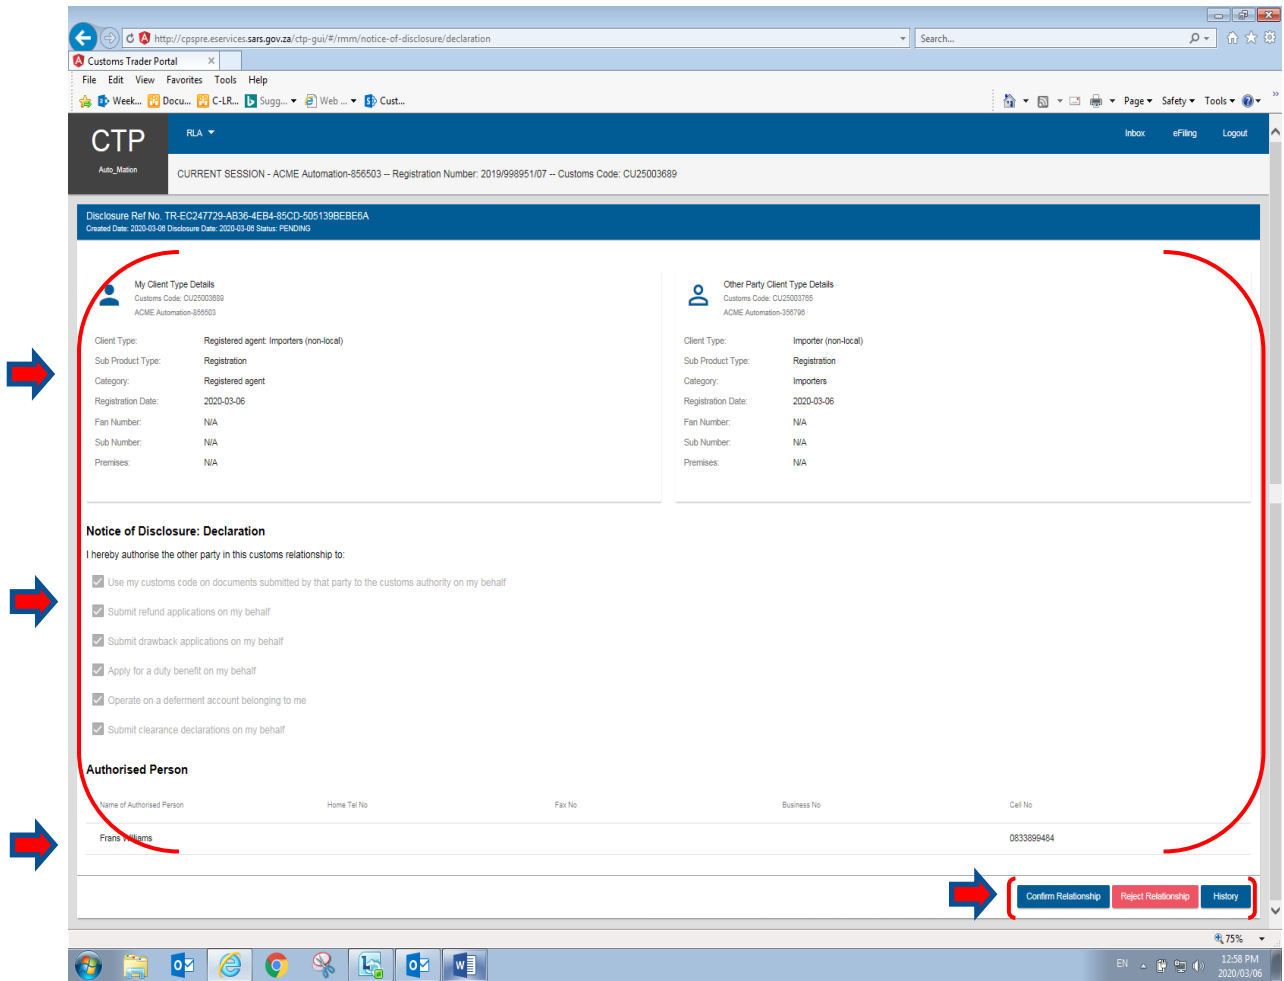 http://cpspre.eservices.sars.gov.za/ctp-gui/#/rmm/notice-of-disclosure/declaration
Search...
Customs Trader Portal
File Edit View Favorites Tools Help
Week... Docu... C-LR... Sugg... Web ... Cust...
Page Safety Tools
CTP
Auto_Mation
RLA
Inbox eFiling Logout
CURRENT SESSION - ACME Automation-856503 -- Registration Number: 2019/998951/07 -- Customs Code: CU25003689
Disclosure Ref No. TR-EC247729-AB36-4EB4-85CD-505139BEBE6A
Created Date: 2020-03-06 Disclosure Date: 2020-03-06 Status: PENDING
My Client Type Details
Customs Code: CU25003689
ACME Automation-856503
Client Type: Registered agent: Importers (non-local)
Sub Product Type: Registration
Category: Registered agent
Registration Date: 2020-03-06
Fan Number: N/A
Sub Number: N/A
Premises: N/A
Other Party Client Type Details
Customs Code: CU25003765
ACME Automation-356796
Client Type: Importer (non-local)
Sub Product Type: Registration
Category: Importers
Registration Date: 2020-03-06
Fan Number: N/A
Sub Number: N/A
Premises: N/A
Notice of Disclosure: Declaration
I hereby authorise the other party in this customs relationship to:
Use my customs code on documents submitted by that party to the customs authority on my behalf
Submit refund applications on my behalf
Submit drawback applications on my behalf
Apply for a duty benefit on my behalf
Operate on a deferment account belonging to me
Submit clearance declarations on my behalf
Authorised Person
Name of Authorised Person Home Tel No Fax No Business No Cell No
Frans Williams 0833899484
Confirm Relationship Reject Relationship History
75%
EN
12:58 PM
2020/03/06